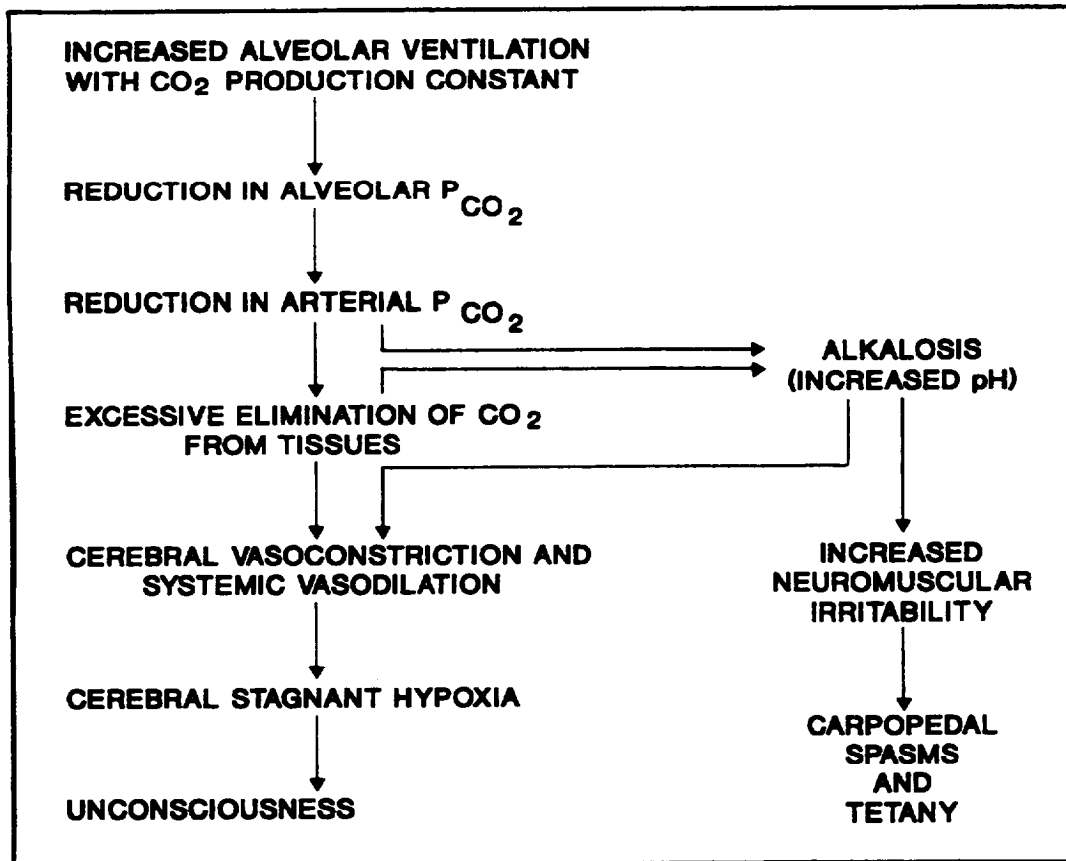 INCREASED ALVEOLAR VENTILATION
WITH CO2 PRODUCTION CONSTANT
REDUCTION IN ALVEOLAR PCO2
REDUCTION IN ARTERIAL PCO2
ALKALOSIS
(INCREASED pH)
EXCESSIVE ELIMINATION OF CO2
FROM TISSUES
CEREBRAL VASOCONSTRICTION AND
SYSTEMIC VASODILATION
INCREASED
NEUROMUSCULAR
IRRITABILITY
CEREBRAL STAGNANT HYPOXIA
CARPOPEDAL
SPASMS
AND
TETANY
UNCONSCIOUSNESS